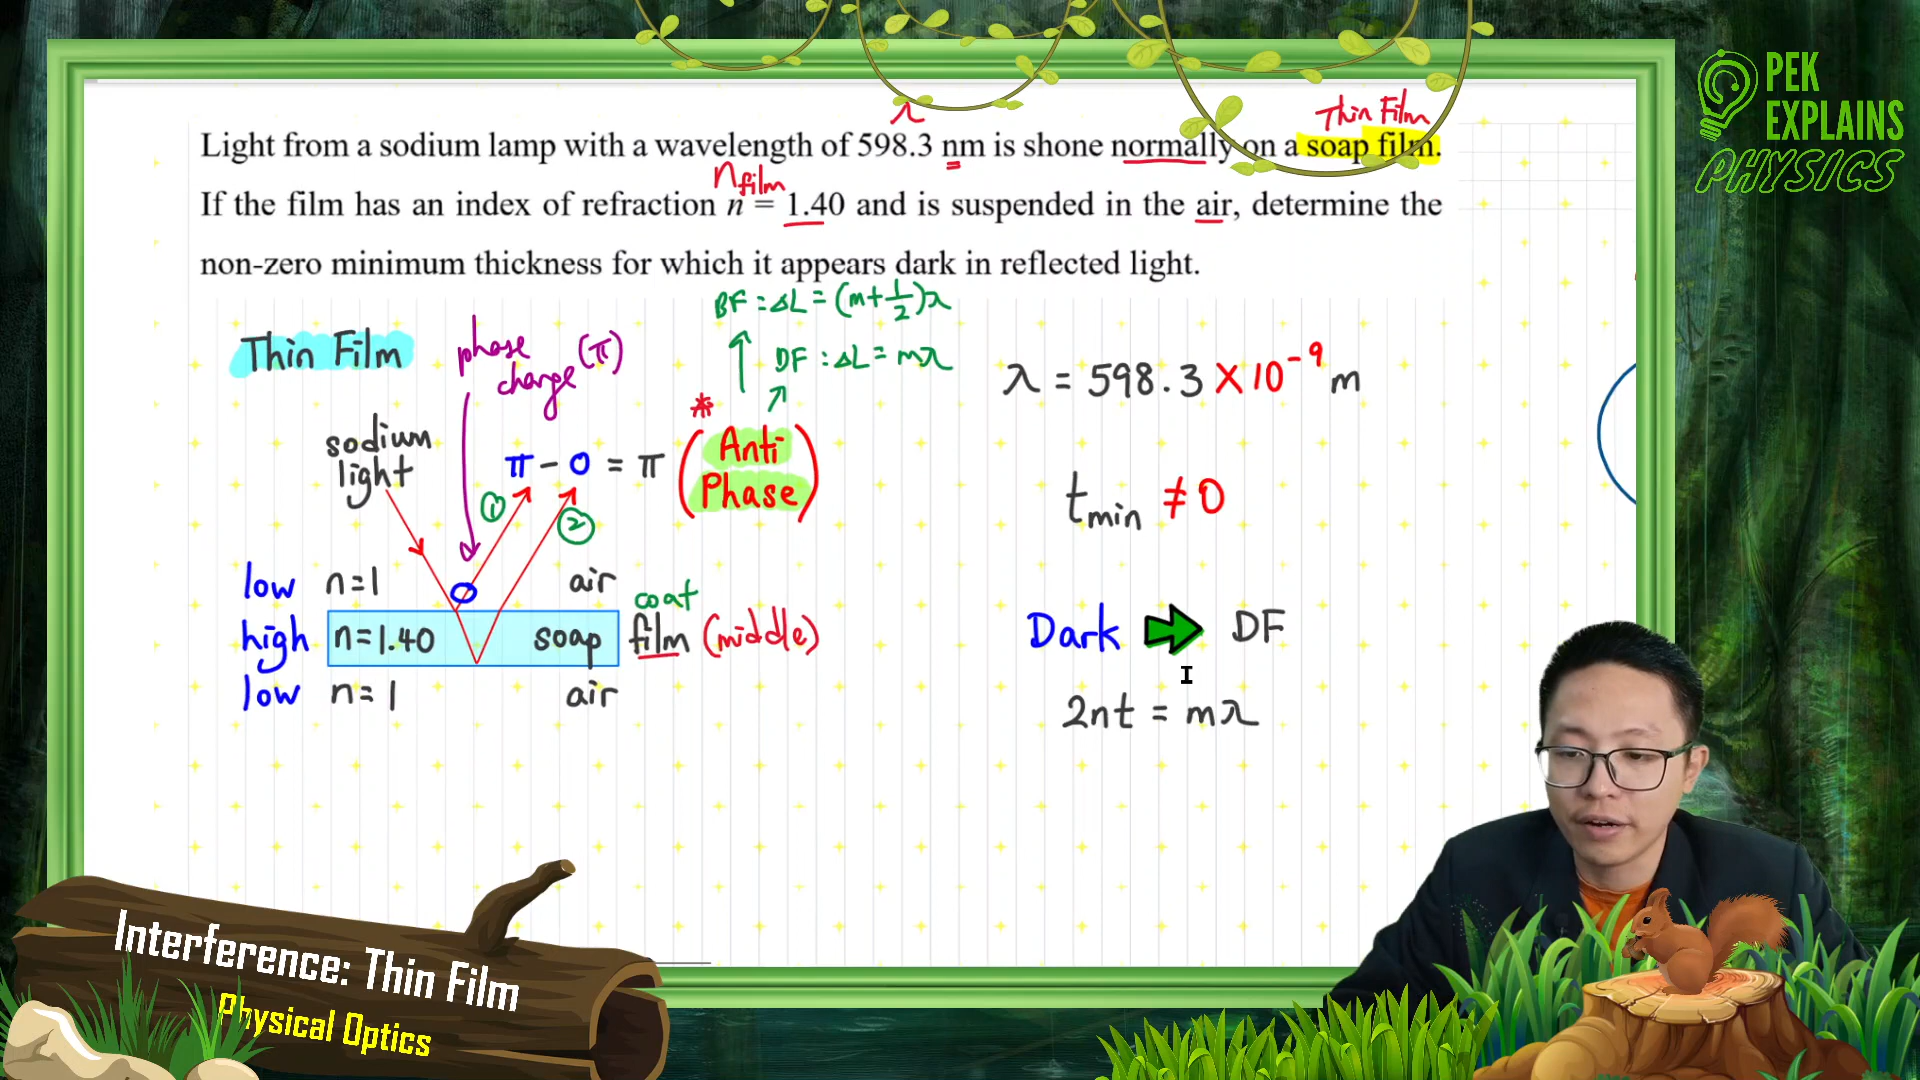 PEK
EXPLAINS
PHYSICS
λ
Thin Film
Light from a sodium lamp with a wavelength of 598.3 nm is shone normally on a soap film.
n film
If the film has an index of refraction n = 1.40 and is suspended in the air, determine the
non-zero minimum thickness for which it appears dark in reflected light.
BF : ΔL = (m+1/2)λ
DF : ΔL = mλ
Thin Film
phase change (π)
λ = 598.3 × 10⁻⁹ m
sodium
light
π - 0 = π
* (Anti Phase)
① ②
t min ≠ 0
low n=1 air
coat
high n=1.40 soap film (middle)
low n=1 air
Dark ➡ DF
2nt = mλ
Interference: Thin Film
Physical Optics